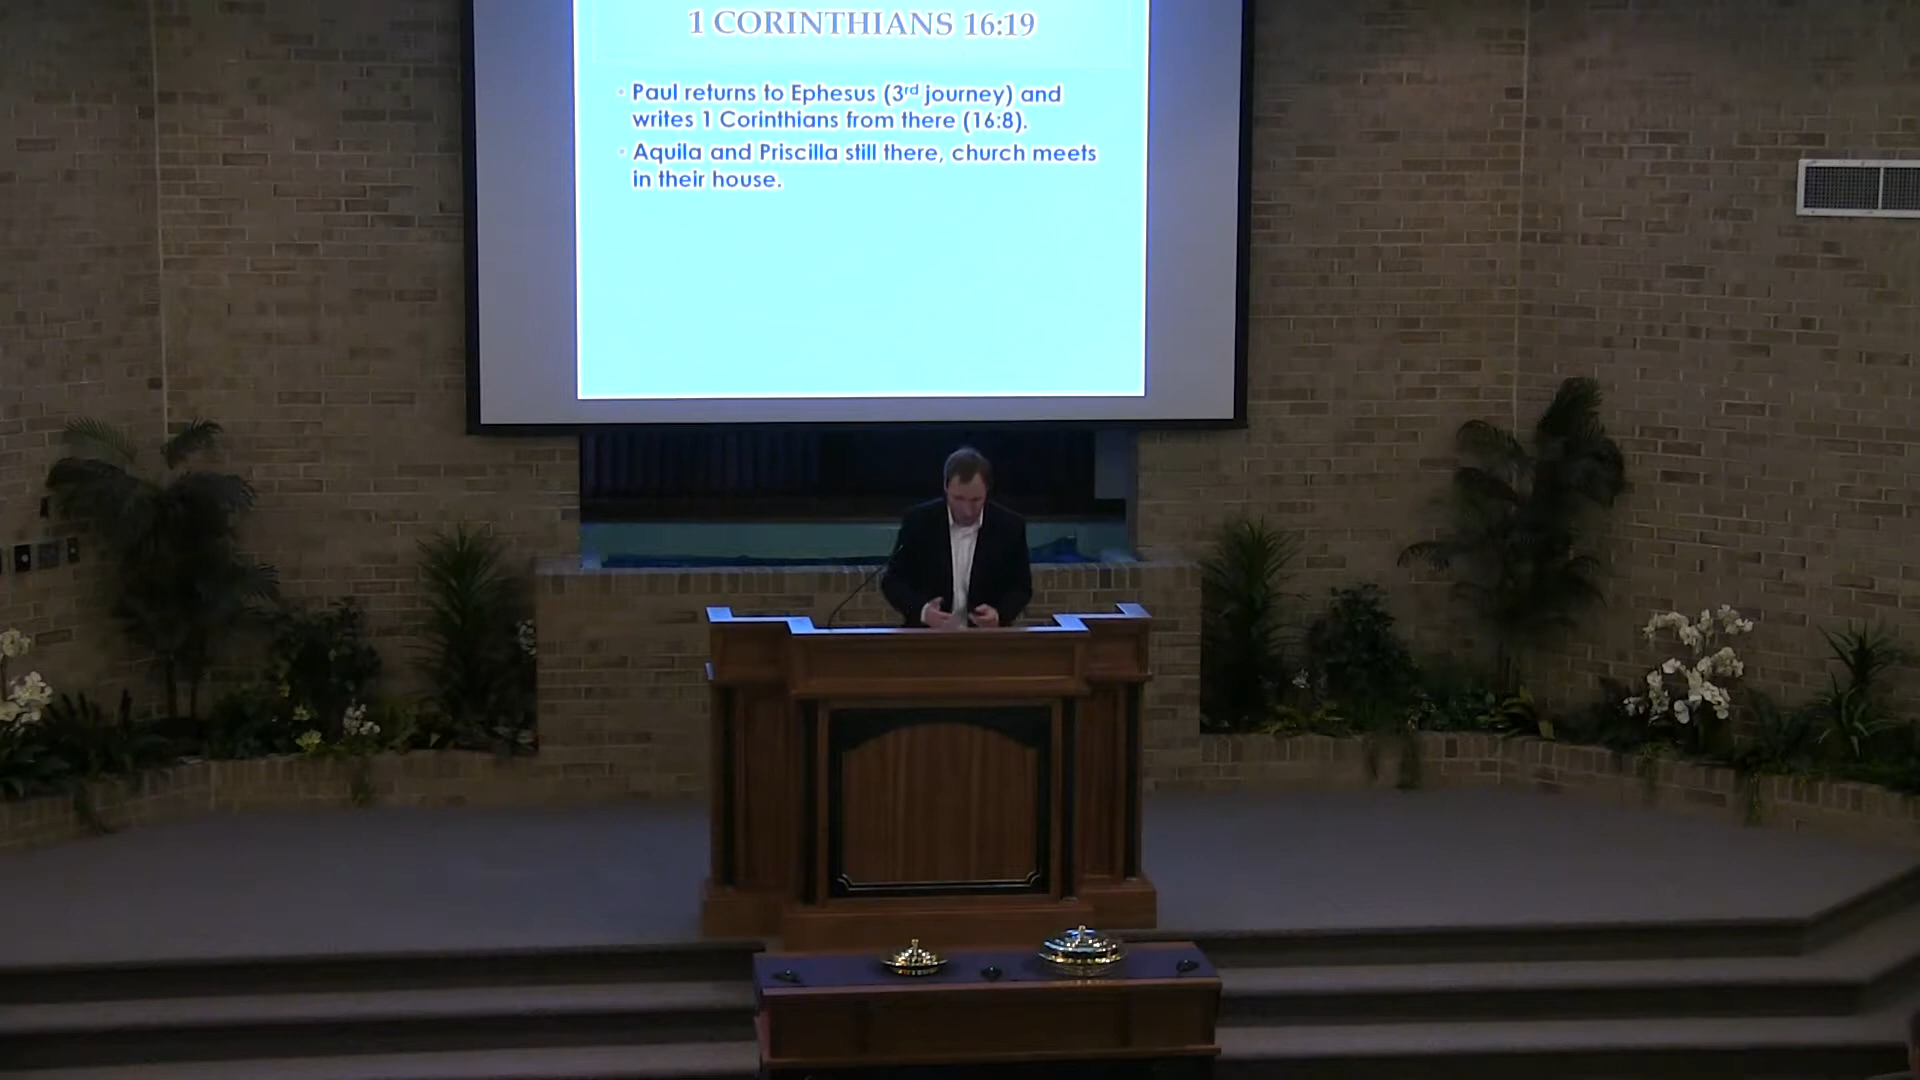 1 CORINTHIANS 16:19
• Paul returns to Ephesus (3rd journey) and
writes 1 Corinthians from there (16:8).
• Aquila and Priscilla still there, church meets
in their house.